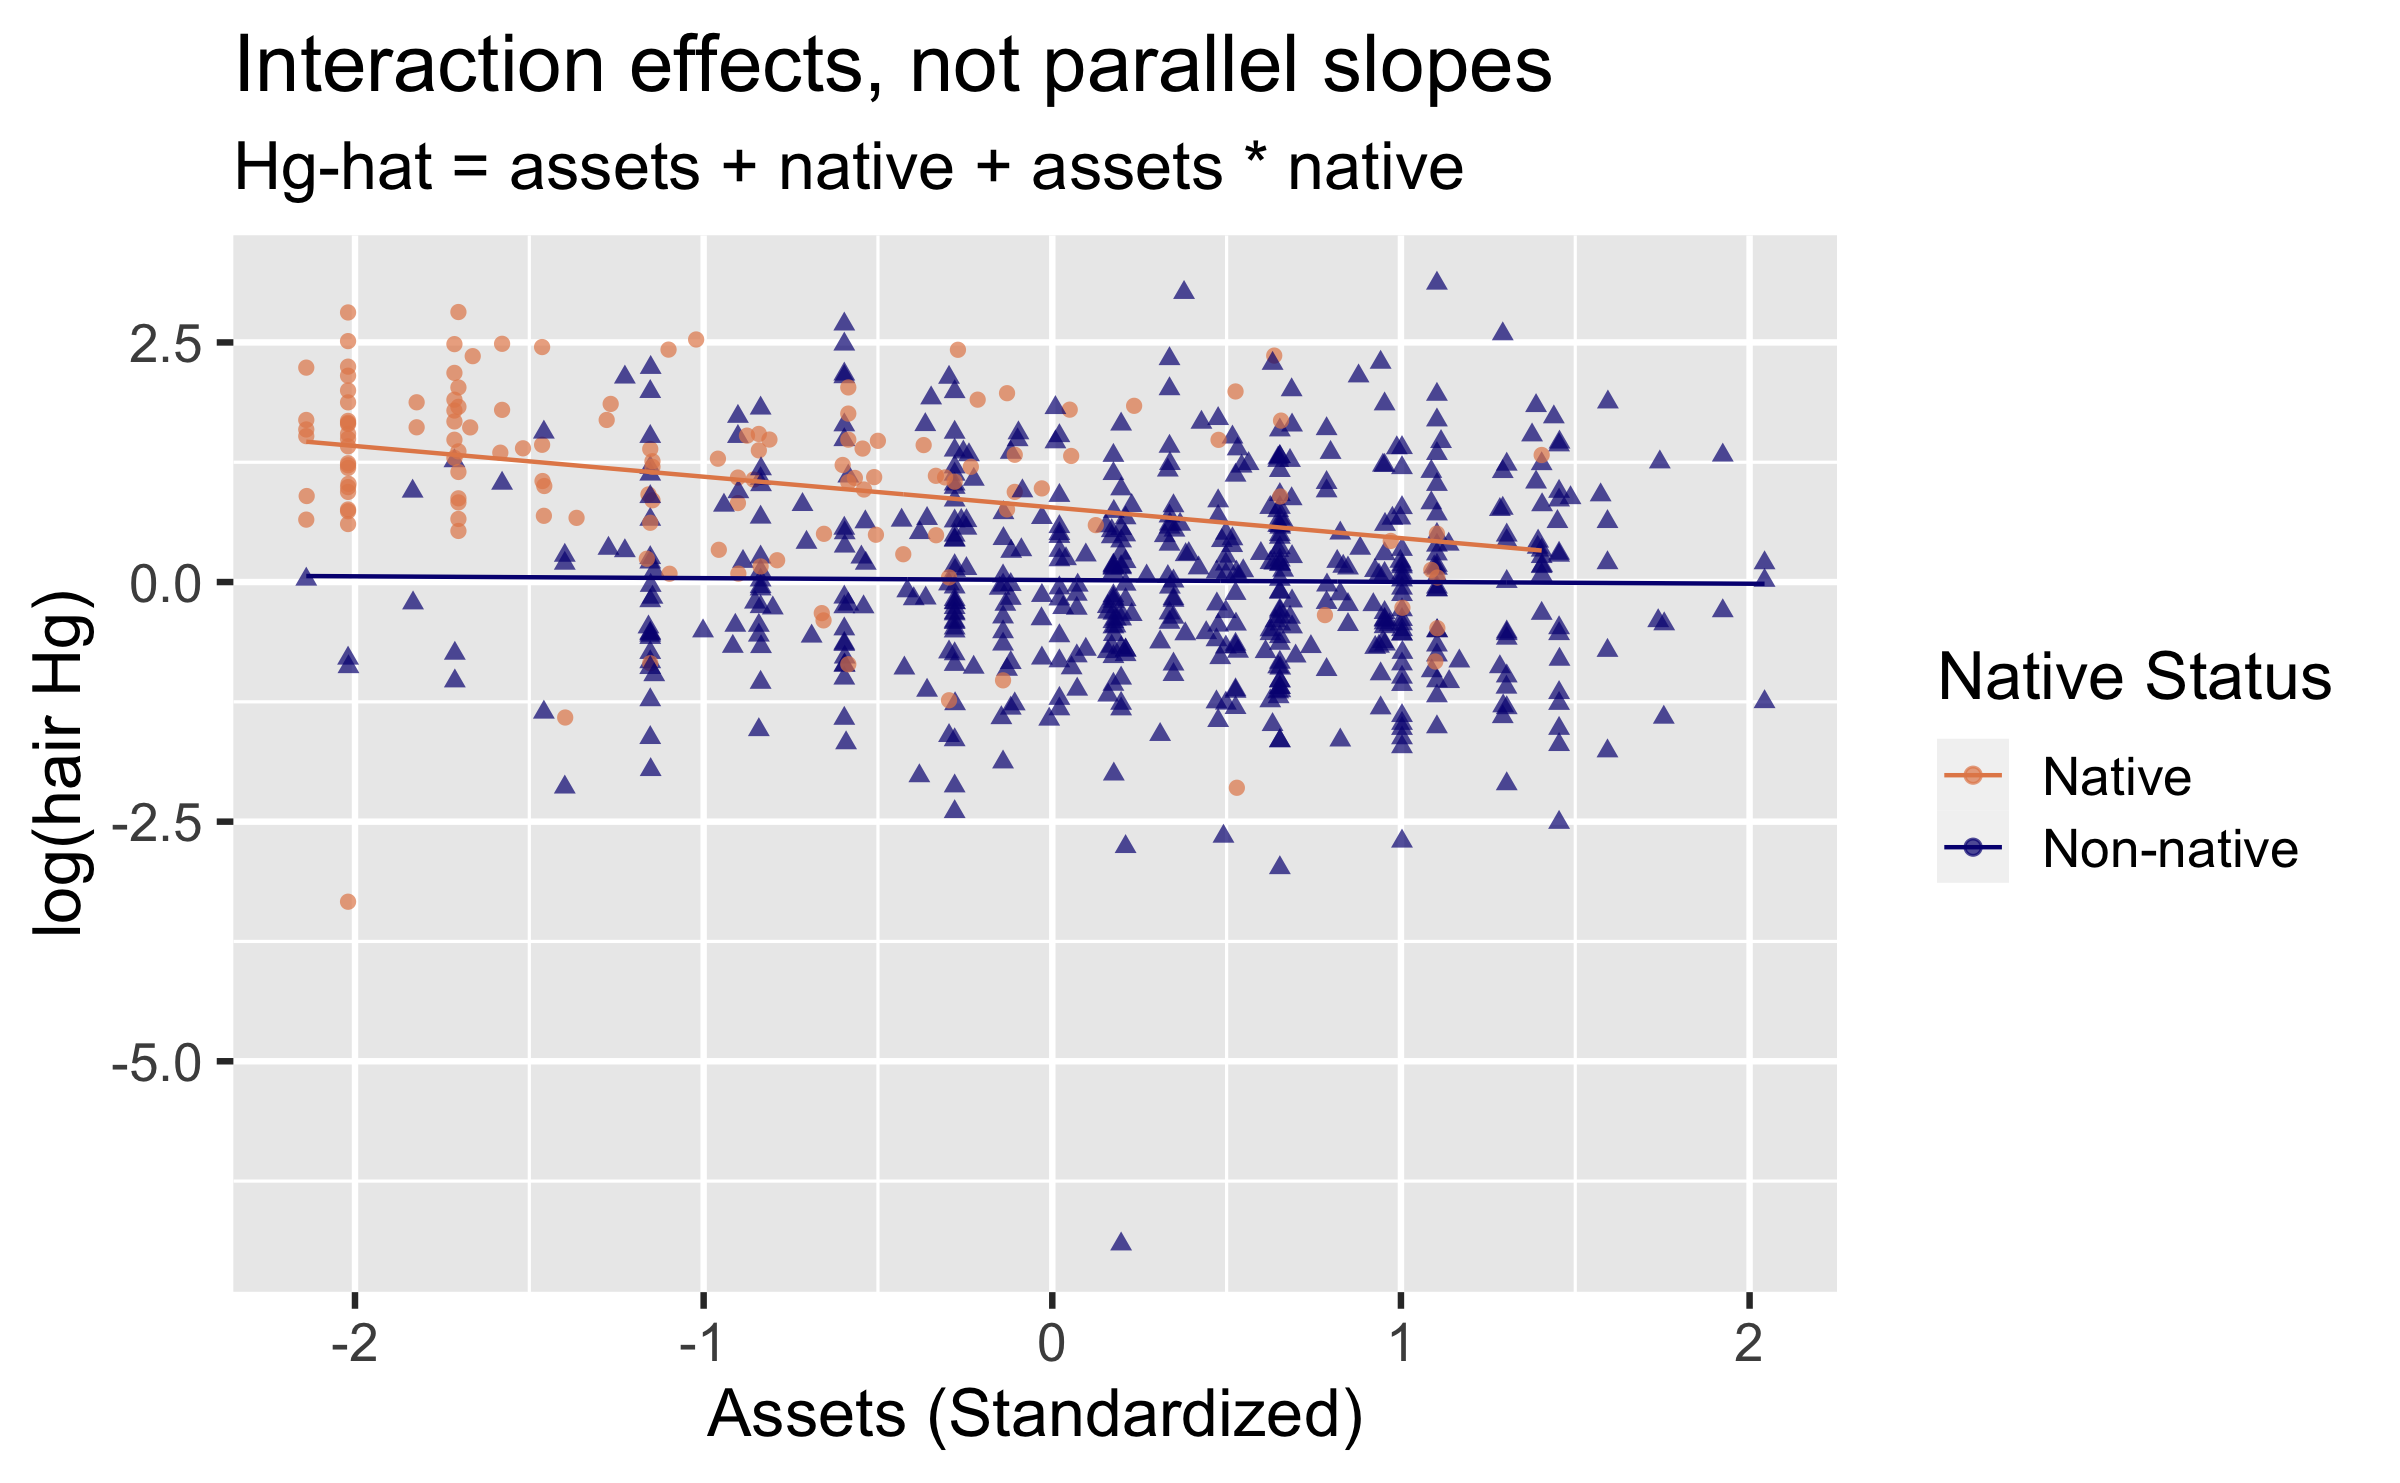 Interaction effects, not parallel slopes
Hg-hat = assets + native + assets * native
log(hair Hg)
2.5
0.0
-2.5
-5.0
-2
-1
0
1
2
Assets (Standardized)
Native Status
Native
Non-native